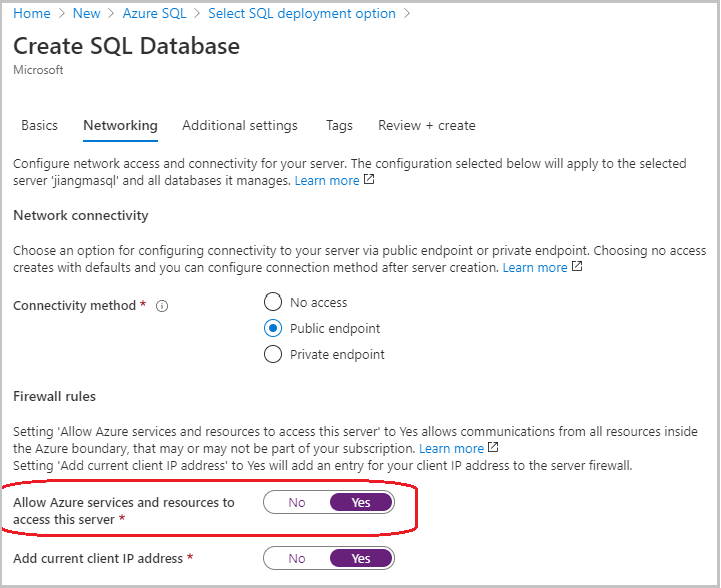 Home > New > Azure SQL > Select SQL deployment option >
Create SQL Database
Microsoft
Basics Networking Additional settings Tags Review + create
Configure network access and connectivity for your server. The configuration selected below will apply to the selected
server 'jiangmasql' and all databases it manages. Learn more
Network connectivity
Choose an option for configuring connectivity to your server via public endpoint or private endpoint. Choosing no access
creates with defaults and you can configure connection method after server creation. Learn more
Connectivity method *
No access
Public endpoint
Private endpoint
Firewall rules
Setting 'Allow Azure services and resources to access this server' to Yes allows communications from all resources inside
the Azure boundary, that may or may not be part of your subscription. Learn more
Setting 'Add current client IP address' to Yes will add an entry for your client IP address to the server firewall.
Allow Azure services and resources to
access this server *
No Yes
Add current client IP address * No Yes